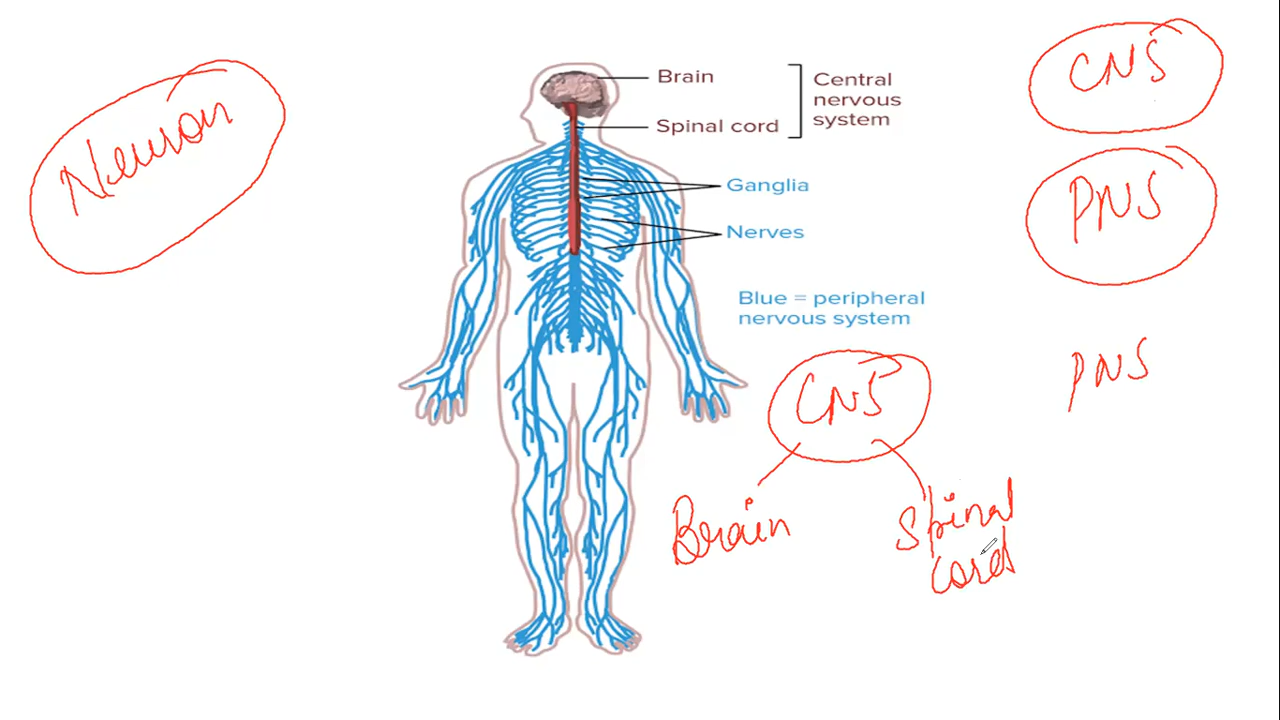 Neuron
Brain
Spinal cord
Central
nervous
system
Ganglia
Nerves
Blue = peripheral
nervous system
CNS
PNS
PNS
CNS
Brain
Spinal
cord